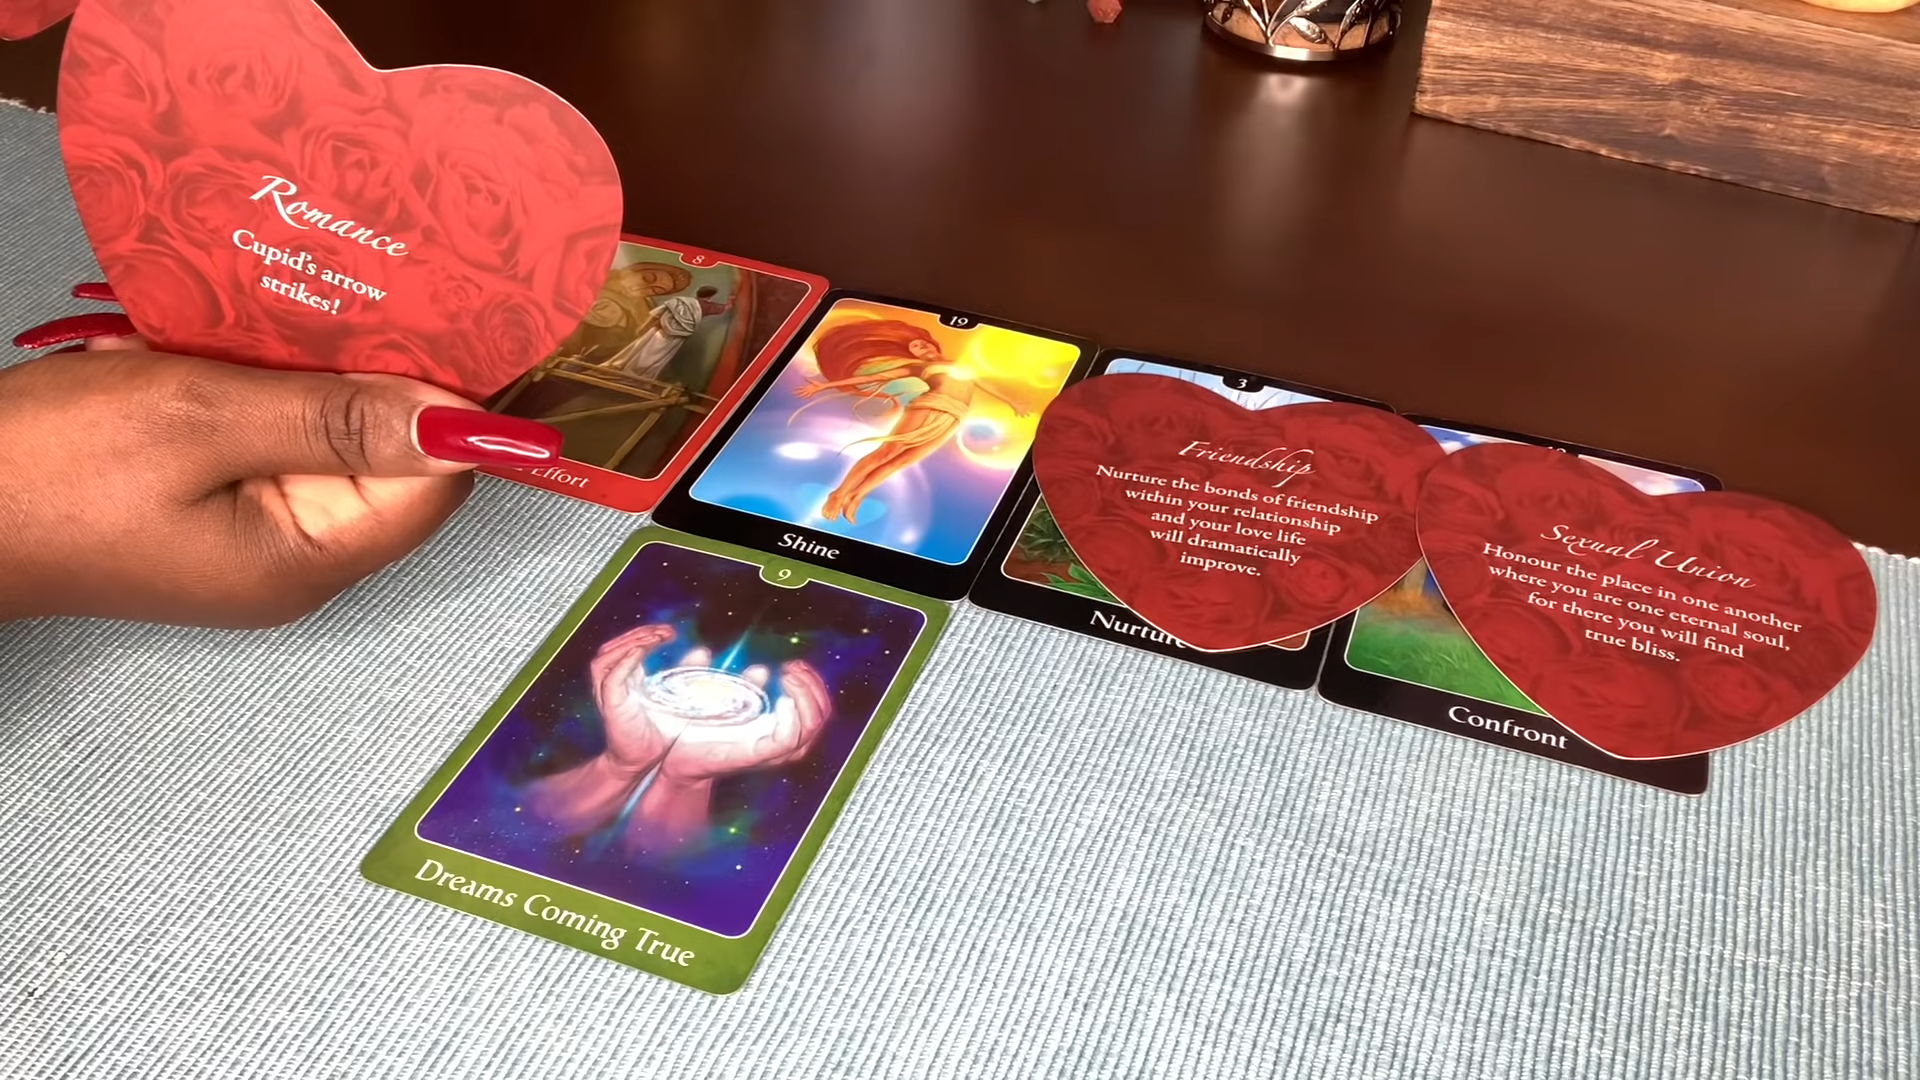 Romance
Cupid's arrow
strikes!
8
Effort
19
Shine
3
Nurture
Friendship
Nurture the bonds of friendship
within your relationship
and your love life
will dramatically
improve.
Confront
Sexual Union
Honour the place in one another
where you are one eternal soul,
for there you will find
true bliss.
9
Dreams Coming True